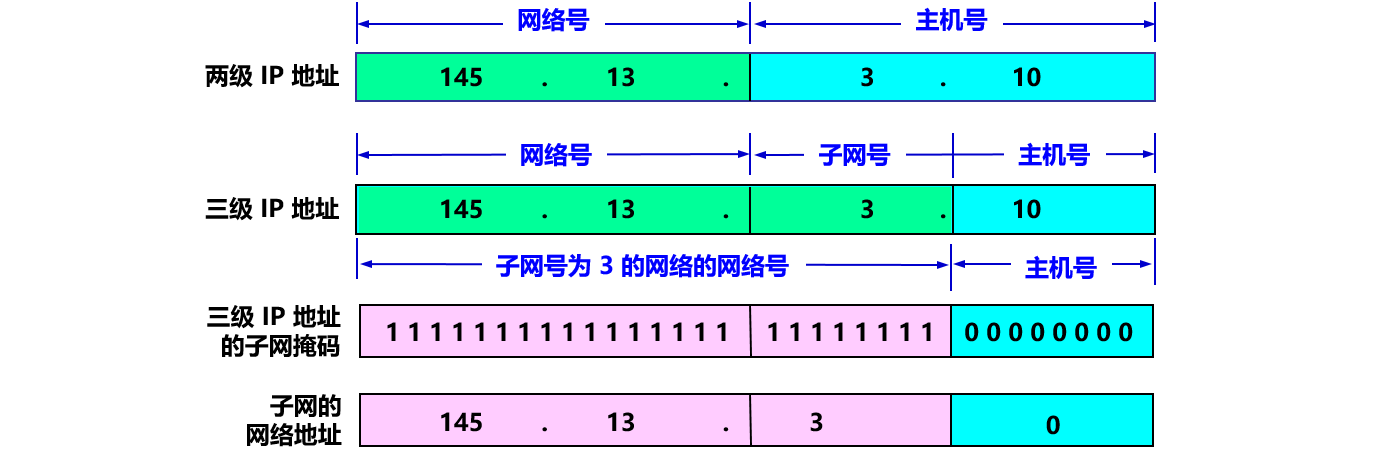 网络号 主机号
两级 IP 地址 145 . 13 . 3 . 10
网络号 子网号 主机号
三级 IP 地址 145 . 13 . 3 . 10
子网号为 3 的网络的网络号 主机号
三级 IP 地址
的子网掩码 1 1 1 1 1 1 1 1 1 1 1 1 1 1 1 1 1 1 1 1 1 1 1 1 0 0 0 0 0 0 0 0
子网的
网络地址 145 . 13 . 3 0